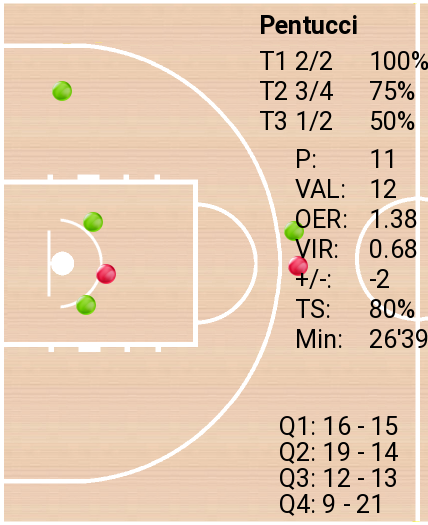 Pentucci
T1 2/2 100%
T2 3/4 75%
T3 1/2 50%
P: 11
VAL: 12
OER: 1.38
VIR: 0.68
+/-: -2
TS: 80%
Min: 26'39
Q1: 16 - 15
Q2: 19 - 14
Q3: 12 - 13
Q4: 9 - 21